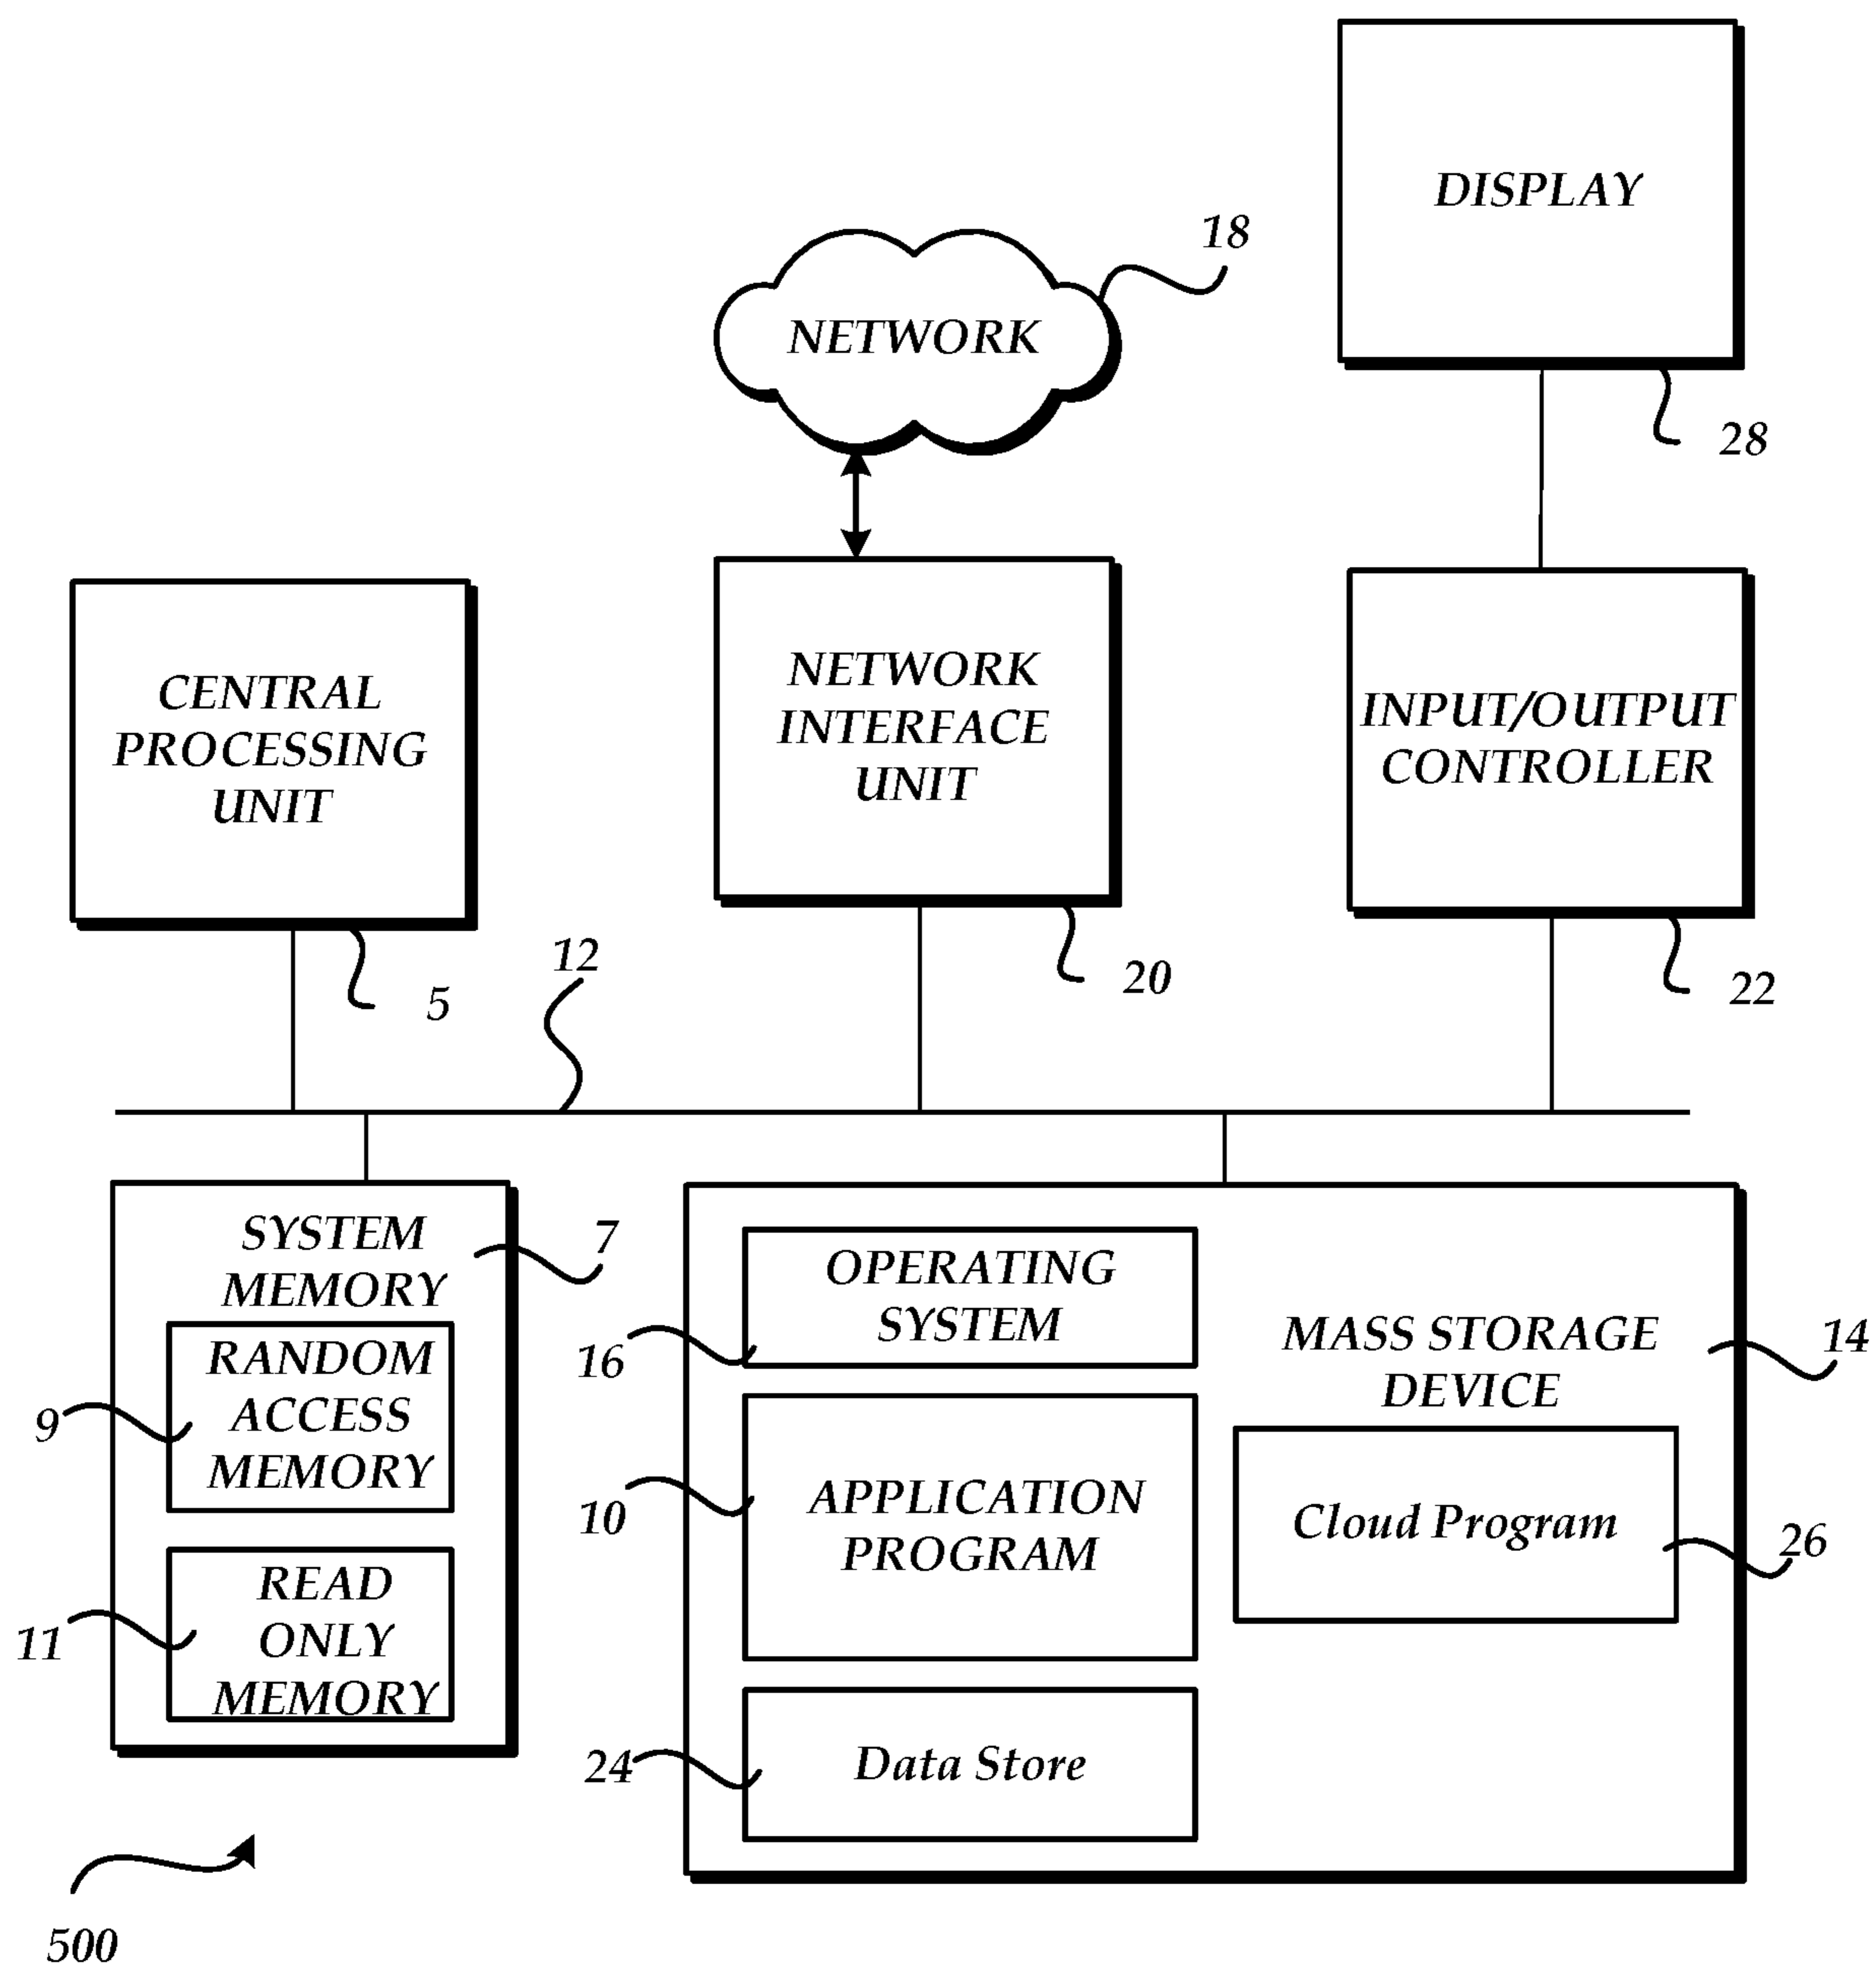 DISPLAY
28
18
NETWORK
CENTRAL
PROCESSING
UNIT
5
NETWORK
INTERFACE
UNIT
20
INPUT/OUTPUT
CONTROLLER
22
12
SYSTEM
MEMORY
7
RANDOM
ACCESS
MEMORY
9
READ
ONLY
MEMORY
11
OPERATING
SYSTEM
16
APPLICATION
PROGRAM
10
Data Store
24
MASS STORAGE
DEVICE
14
Cloud Program
26
500